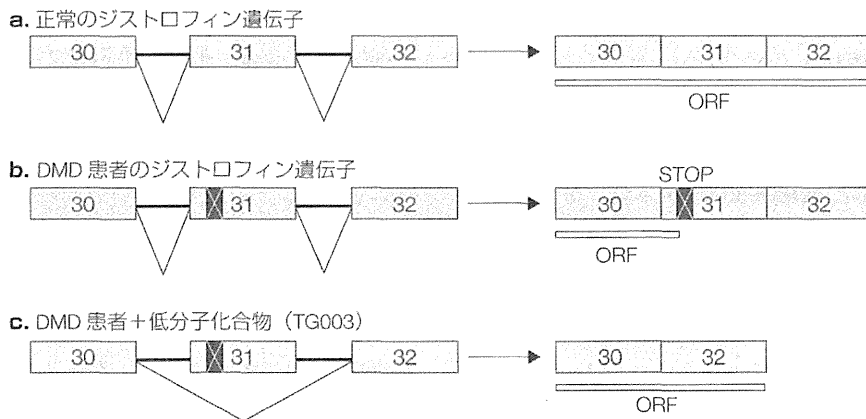 a. 正常のジストロフィン遺伝子
30 31 32 30 31 32
ORF
b. DMD 患者のジストロフィン遺伝子
STOP
30 31 32 30 31 32
ORF
c. DMD 患者＋低分子化合物（TG003）
30 31 32 30 32
ORF